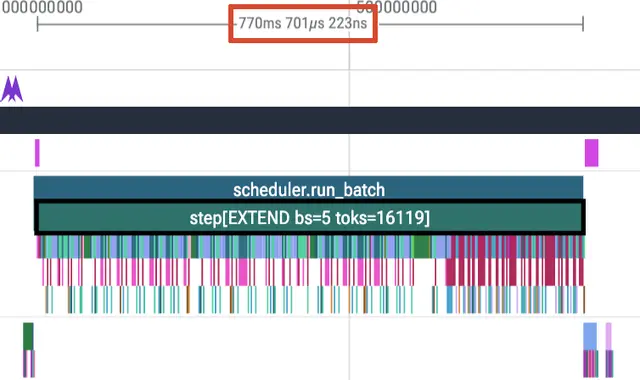 000000000
500000000
770ms 701µs 223ns
scheduler.run_batch
step[EXTEND bs=5 toks=16119]